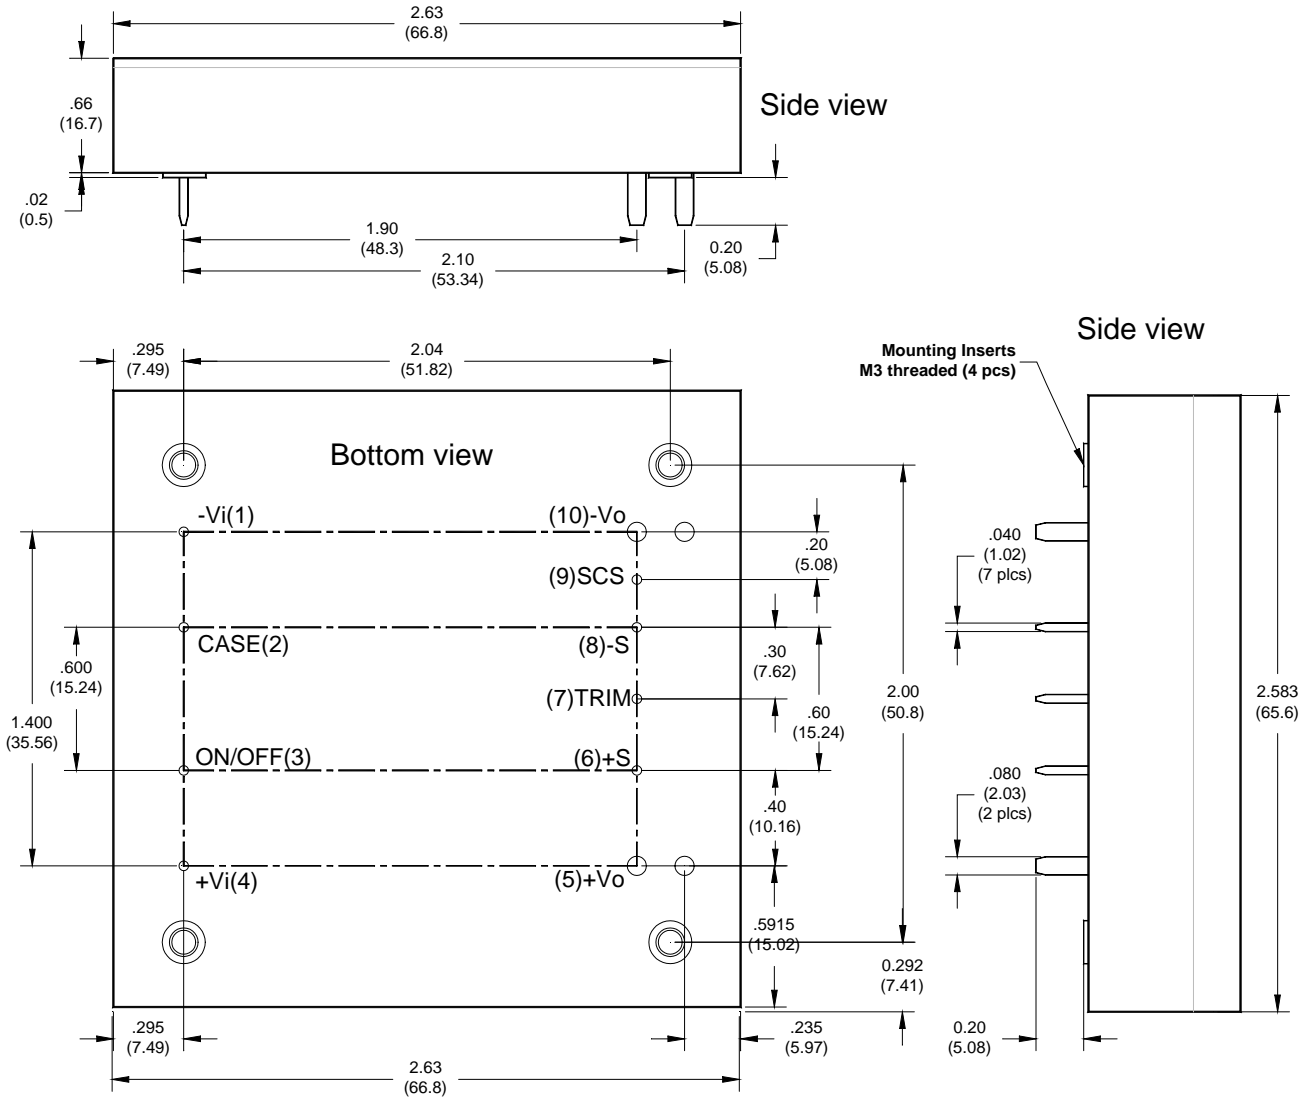 2.63
(66.8)
.66
(16.7)
Side view
.02
(0.5)
1.90
(48.3)
2.10
(53.34)
0.20
(5.08)
Side view
.295
(7.49)
2.04
(51.82)
Mounting Inserts
M3 threaded (4 pcs)
Bottom view
-Vi(1)
(10)-Vo
.20
(5.08)
.040
(1.02)
(7 plcs)
(9)SCS
CASE(2)
(8)-S
.30
(7.62)
.600
(15.24)
(7)TRIM
2.00
(50.8)
2.583
(65.6)
1.400
(35.56)
.60
(15.24)
ON/OFF(3)
(6)+S
.080
(2.03)
(2 plcs)
.40
(10.16)
+Vi(4)
(5)+Vo
.5915
(15.02)
0.292
(7.41)
.295
(7.49)
.235
(5.97)
0.20
(5.08)
2.63
(66.8)